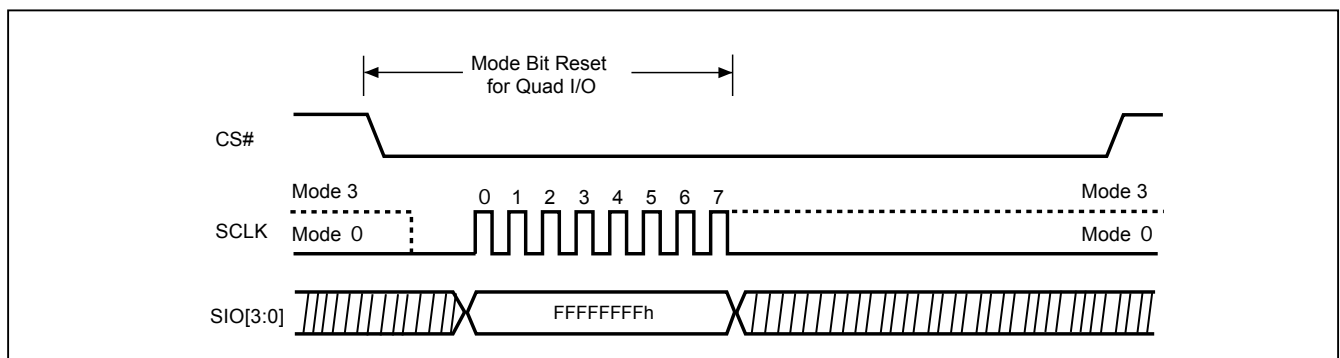 Mode Bit Reset
for Quad I/O
CS#
Mode 3
0 1 2 3 4 5 6 7
Mode 3
SCLK
Mode 0
Mode 0
SIO[3:0]
FFFFFFFFh